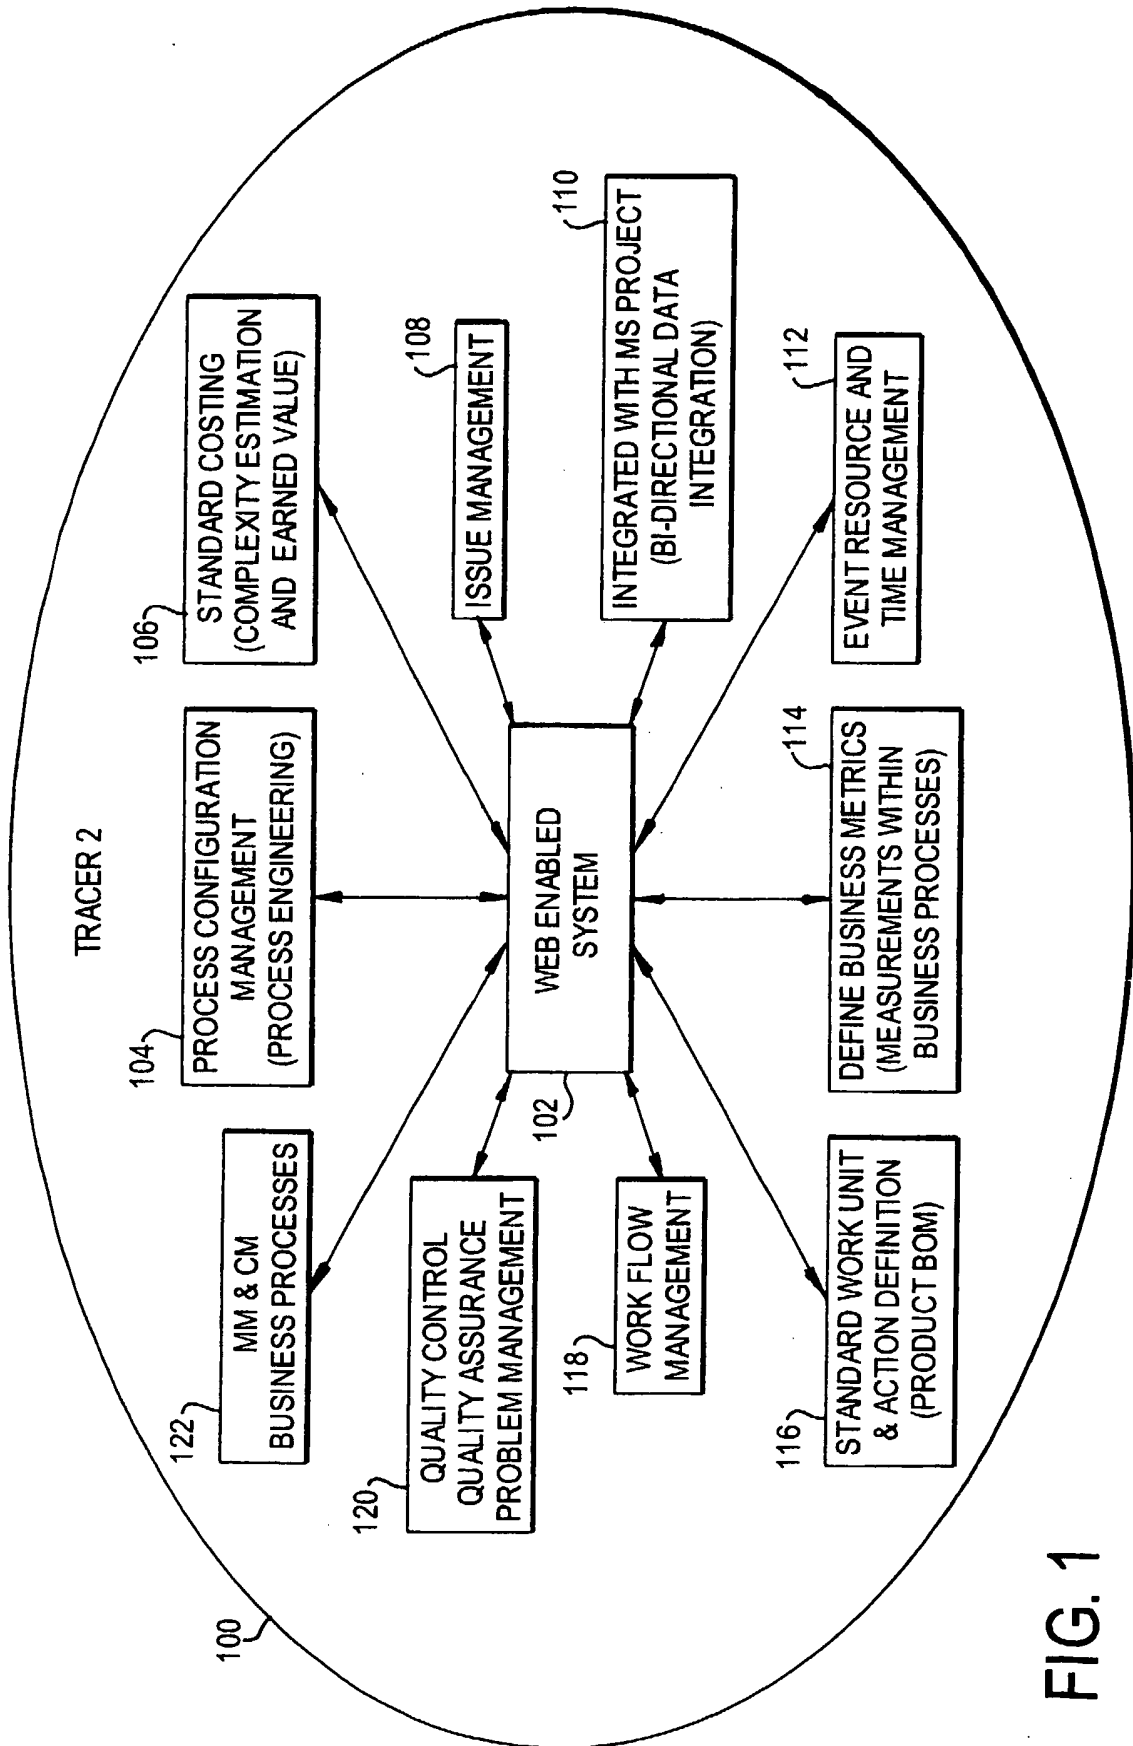 TRACER 2
100
122
MM & CM
BUSINESS PROCESSES
104
PROCESS CONFIGURATION
MANAGEMENT
(PROCESS ENGINEERING)
106
STANDARD COSTING
(COMPLEXITY ESTIMATION
AND EARNED VALUE)
120
QUALITY CONTROL
QUALITY ASSURANCE
PROBLEM MANAGEMENT
102
WEB ENABLED
SYSTEM
108
ISSUE MANAGEMENT
118
WORK FLOW
MANAGEMENT
110
INTEGRATED WITH MS PROJECT
(BI-DIRECTIONAL DATA
INTEGRATION)
116
STANDARD WORK UNIT
& ACTION DEFINITION
(PRODUCT BOM)
114
DEFINE BUSINESS METRICS
(MEASUREMENTS WITHIN
BUSINESS PROCESSES)
112
EVENT RESOURCE AND
TIME MANAGEMENT
FIG. 1